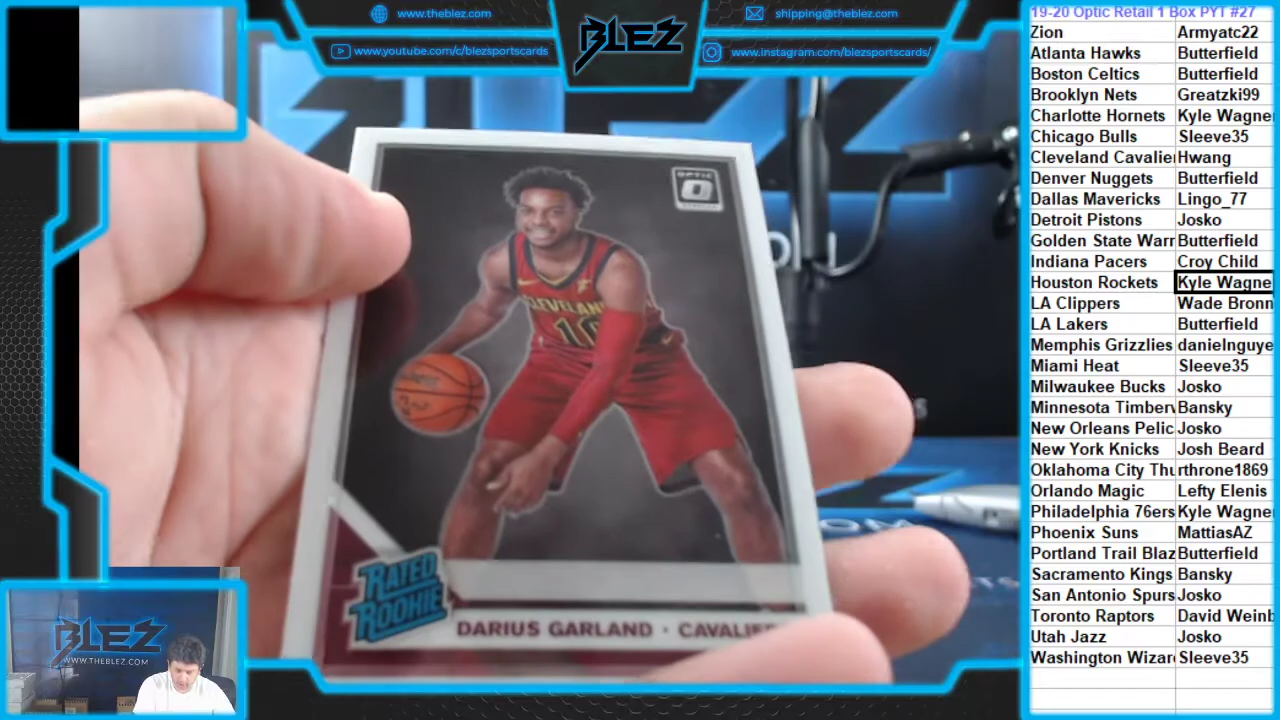 www.theblez.com
shipping@theblez.com
www.youtube.com/c/blezsportscards
BLEZ
www.instagram.com/blezsportscards/
19-20 Optic Retail 1 Box PYT #27
Zion Armyatc22
Atlanta Hawks Butterfield
Boston Celtics Butterfield
Brooklyn Nets Greatzki99
Charlotte Hornets Kyle Wagne
Chicago Bulls Sleeve35
Cleveland Cavalie Hwang
Denver Nuggets Butterfield
Dallas Mavericks Lingo_77
Detroit Pistons Josko
Golden State Warr Butterfield
Indiana Pacers Croy Child
Houston Rockets Kyle Wagne
LA Clippers Wade Bronn
LA Lakers Butterfield
Memphis Grizzlies danielnguye
Miami Heat Sleeve35
Milwaukee Bucks Josko
Minnesota Timberv Bansky
New Orleans Pelic Josko
New York Knicks Josh Beard
Oklahoma City Thu rthrone1869
Orlando Magic Lefty Elenis
Philadelphia 76ers Kyle Wagne
Phoenix Suns MattiasAZ
Portland Trail Blaz Butterfield
Sacramento Kings Bansky
San Antonio Spurs Josko
Toronto Raptors David Weinb
Utah Jazz Josko
Washington Wizar Sleeve35
OPTIC
CLEVELAN
10
RATED
ROOKIE
DARIUS GARLAND · CAVALIE
BLEZ
WWW.THEBLEZ.COM